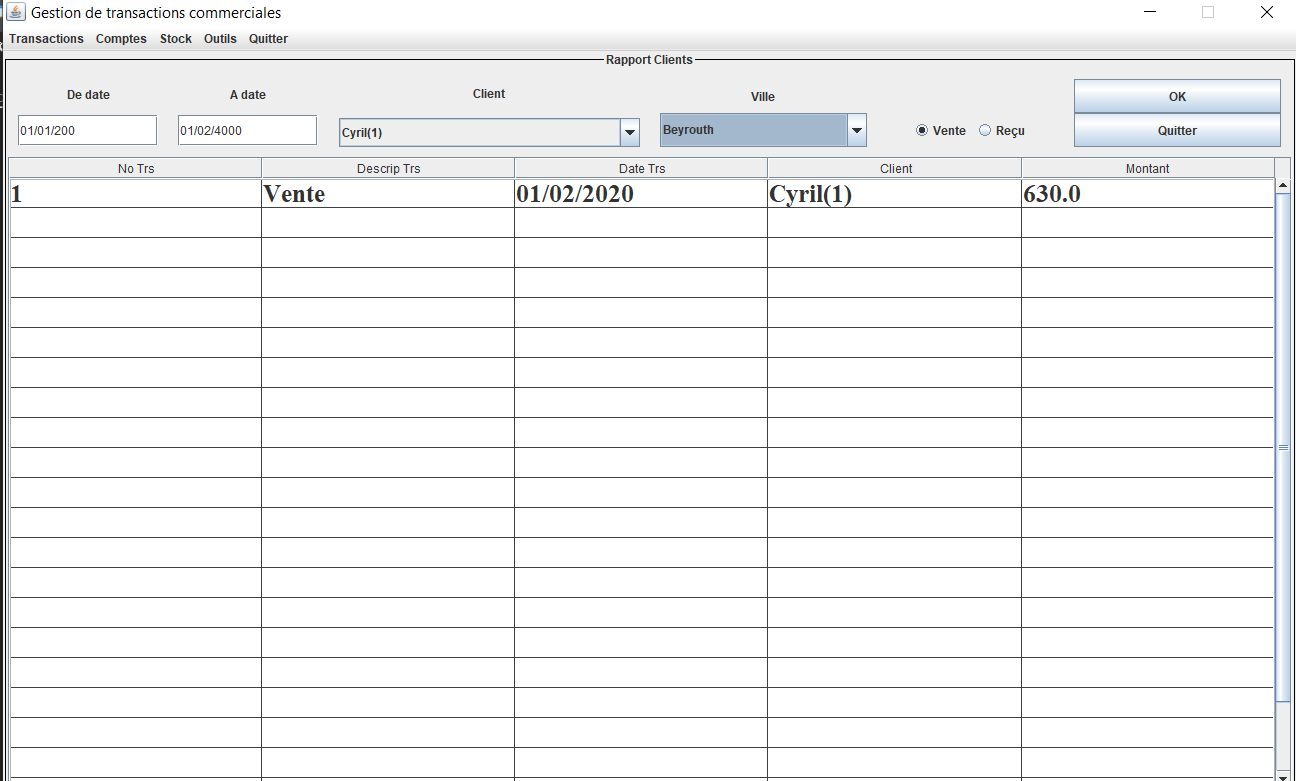 Gestion de transactions commerciales
Transactions Comptes Stock Outils Quitter
Rapport Clients
De date A date Client Ville OK
01/01/200 01/02/4000 Cyril(1) Beyrouth Vente Reçu Quitter
No Trs Descrip Trs Date Trs Client Montant
1 Vente 01/02/2020 Cyril(1) 630.0